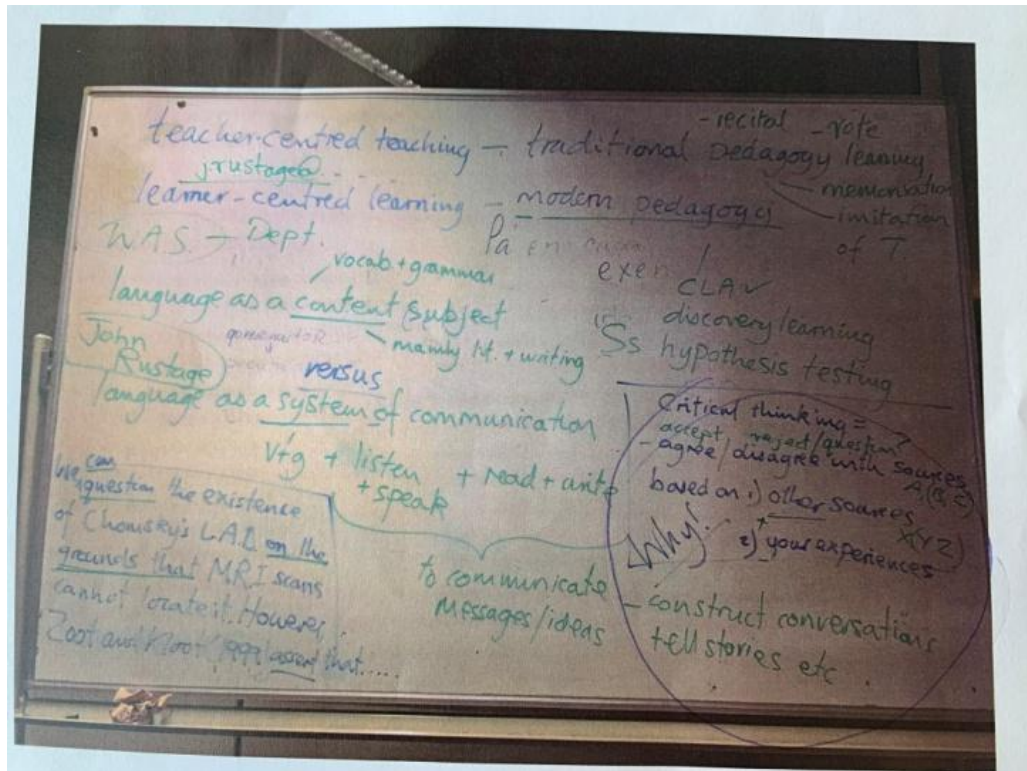 - recital - rote
teacher-centred teaching - traditional pedagogy learning
j.rustage@....
- memorisation
learner-centred learning - modern pedagogy
- imitation
of T.
W.A.S. → Dept.
vocab + grammar
CLA ✓
language as a content subject
discovery learning
mainly lit. + writing
Ss hypothesis testing
John
Rustage
versus
language as a system of communication
v+g + listen + read + write
+ speak
to communicate
messages/ideas
Critical thinking =
accept, reject/question?
- agree/disagree with sources
A, (B, C)
based on 1) other sources
X (Y Z)
Why?
2) your experiences
- construct conversations
tell stories etc
We can
question the existence
of Chomsky's L.A.D on the
grounds that MRI scans
cannot locate it. However,
Zoot and Kloot (1999) assert that.....